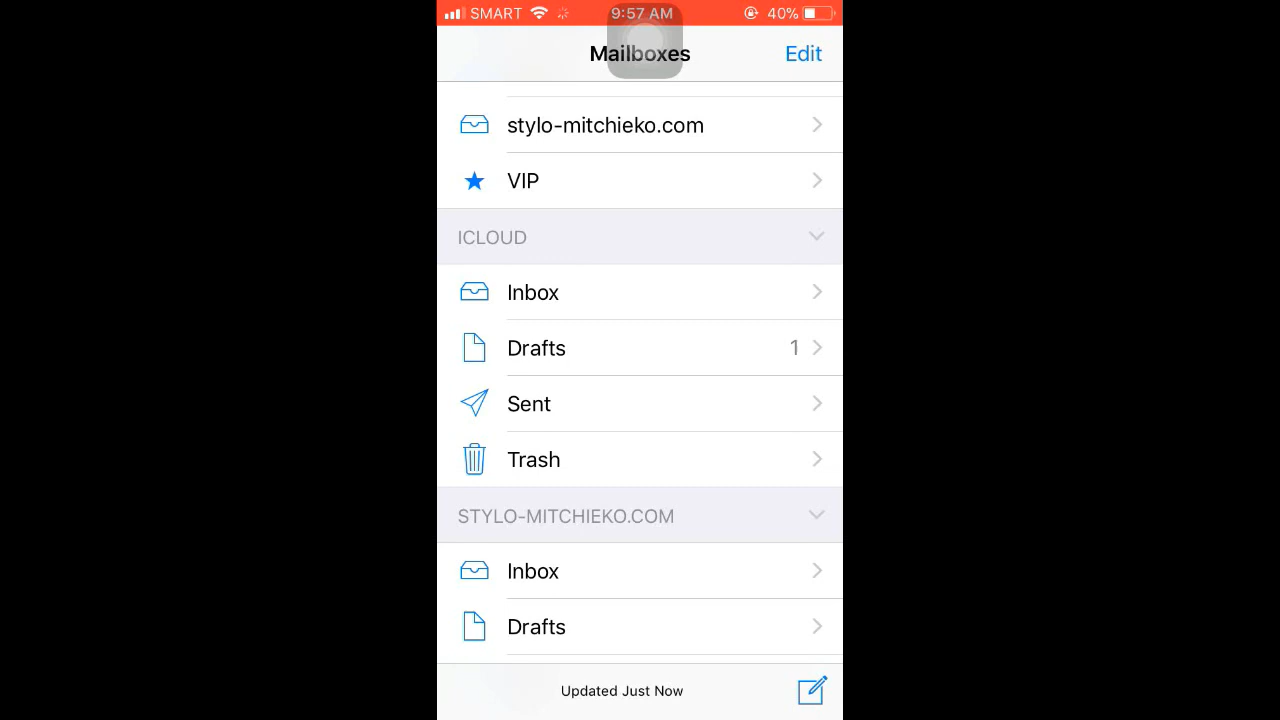 SMART 9:57 AM 40%
Mailboxes Edit
stylo-mitchieko.com
VIP
ICLOUD
Inbox
Drafts 1
Sent
Trash
STYLO-MITCHIEKO.COM
Inbox
Drafts
Updated Just Now